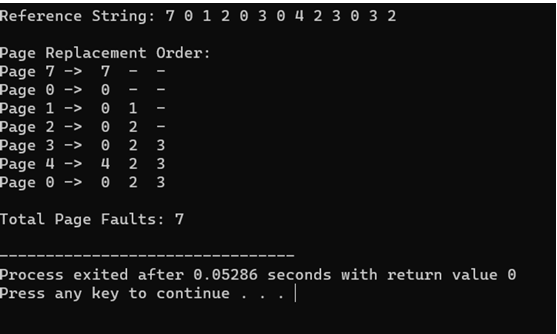 Reference String: 7 0 1 2 0 3 0 4 2 3 0 3 2
Page Replacement Order:
Page 7 -> 7 - -
Page 0 -> 0 - -
Page 1 -> 0 1 -
Page 2 -> 0 2 -
Page 3 -> 0 2 3
Page 4 -> 4 2 3
Page 0 -> 0 2 3
Total Page Faults: 7
--------------------------------
Process exited after 0.05286 seconds with return value 0
Press any key to continue . . .